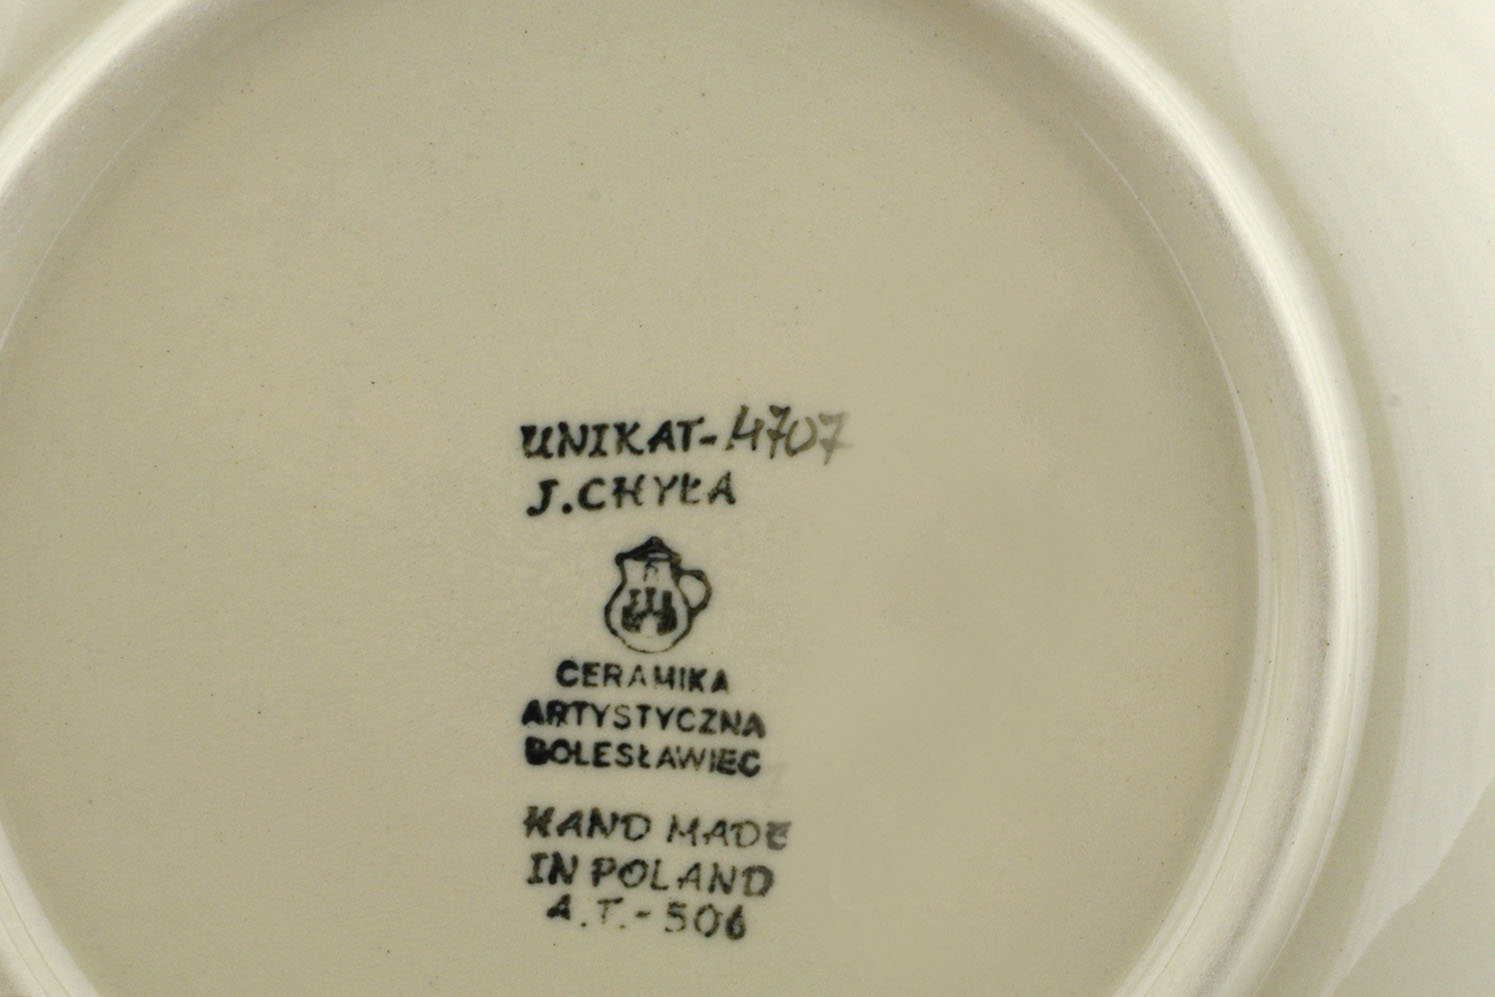 UNIKAT-4707
J.CHYŁA
CERAMIKA
ARTYSTYCZNA
BOLESŁAWIEC
HAND MADE
IN POLAND
A.T.-506